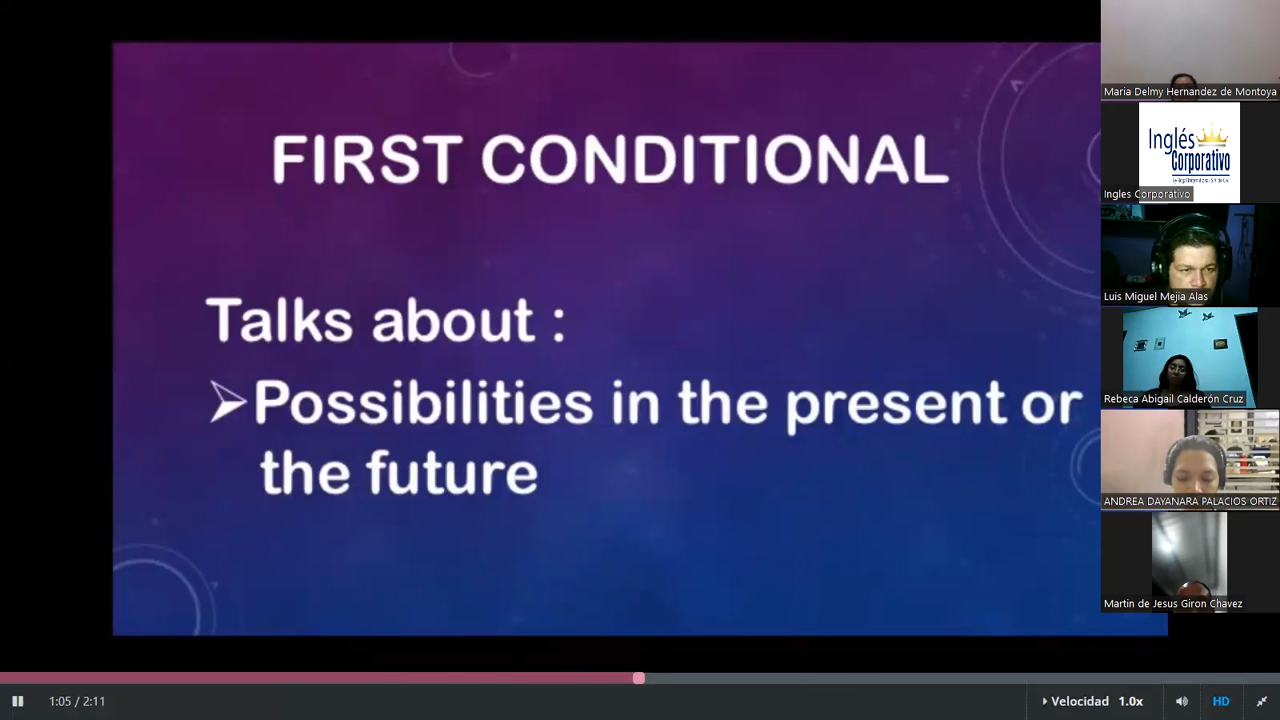 FIRST CONDITIONAL
Talks about :
➢Possibilities in the present or
the future
Maria Delmy Hernandez de Montoya
Inglés
Corporativo
Ingles Corporativo
Luis Miguel Mejia Alas
Rebeca Abigail Calderón Cruz
ANDREA DAYANARA PALACIOS ORTIZ
Martin de Jesus Giron Chavez
1:05 / 2:11
Velocidad 1.0x
HD